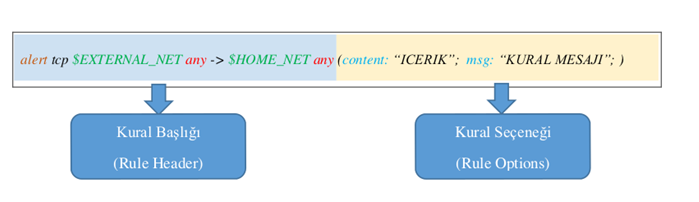 alert tcp $EXTERNAL_NET any -> $HOME_NET any (content: “ICERIK”; msg: “KURAL MESAJI”; )
Kural Başlığı
(Rule Header)
Kural Seçeneği
(Rule Options)